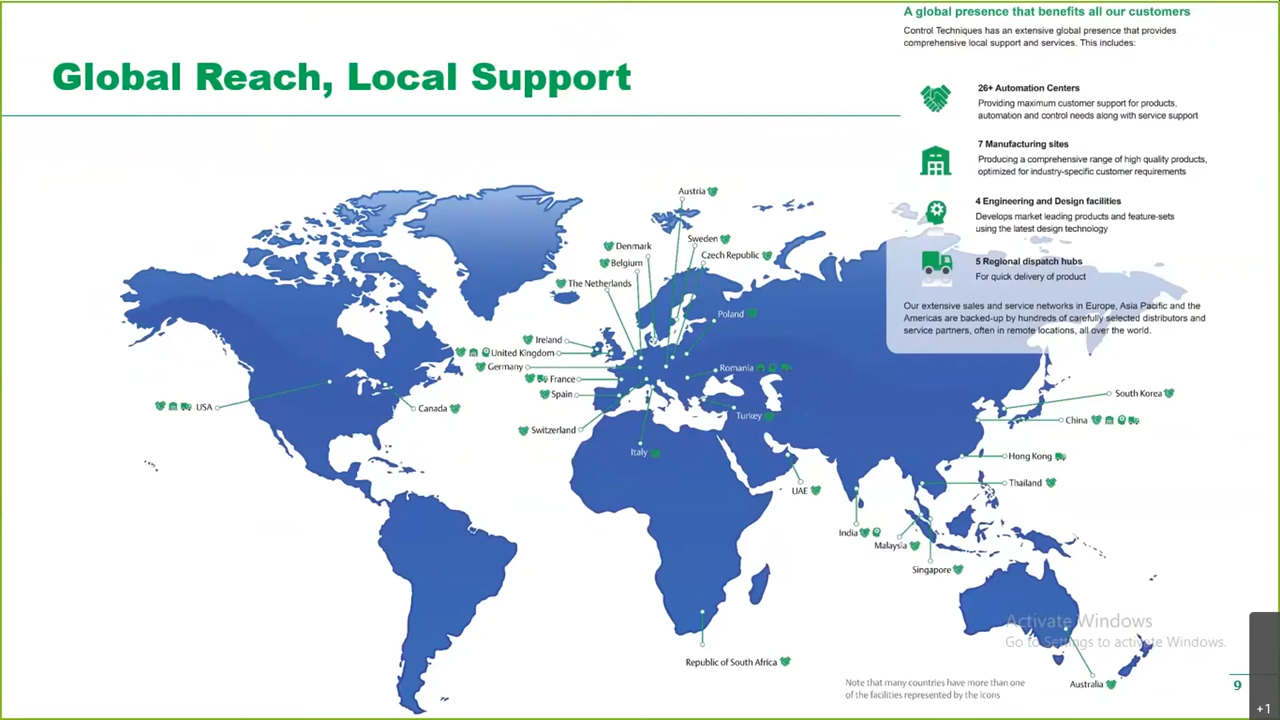 A global presence that benefits all our customers
Control Techniques has an extensive global presence that provides
comprehensive local support and services. This includes:
Global Reach, Local Support
26+ Automation Centers
Providing maximum customer support for products,
automation and control needs along with service support
7 Manufacturing sites
Producing a comprehensive range of high quality products,
optimized for industry-specific customer requirements
4 Engineering and Design facilities
Develops market leading products and feature-sets
using the latest design technology
5 Regional dispatch hubs
For quick delivery of product
Our extensive sales and service networks in Europe, Asia Pacific and the
Americas are backed-up by hundreds of carefully selected distributors and
service partners, often in remote locations, all over the world.
Austria
Sweden
Denmark
Czech Republic
Belgium
The Netherlands
Poland
Ireland
United Kingdom
Germany
Romania
France
Spain
USA
Canada
Turkey
Switzerland
Italy
South Korea
China
Hong Kong
Thailand
UAE
India
Malaysia
Singapore
Republic of South Africa
Australia
Activate Windows
Go to Settings to activate Windows.
Note that many countries have more than one
of the facilities represented by the icons
9
+1